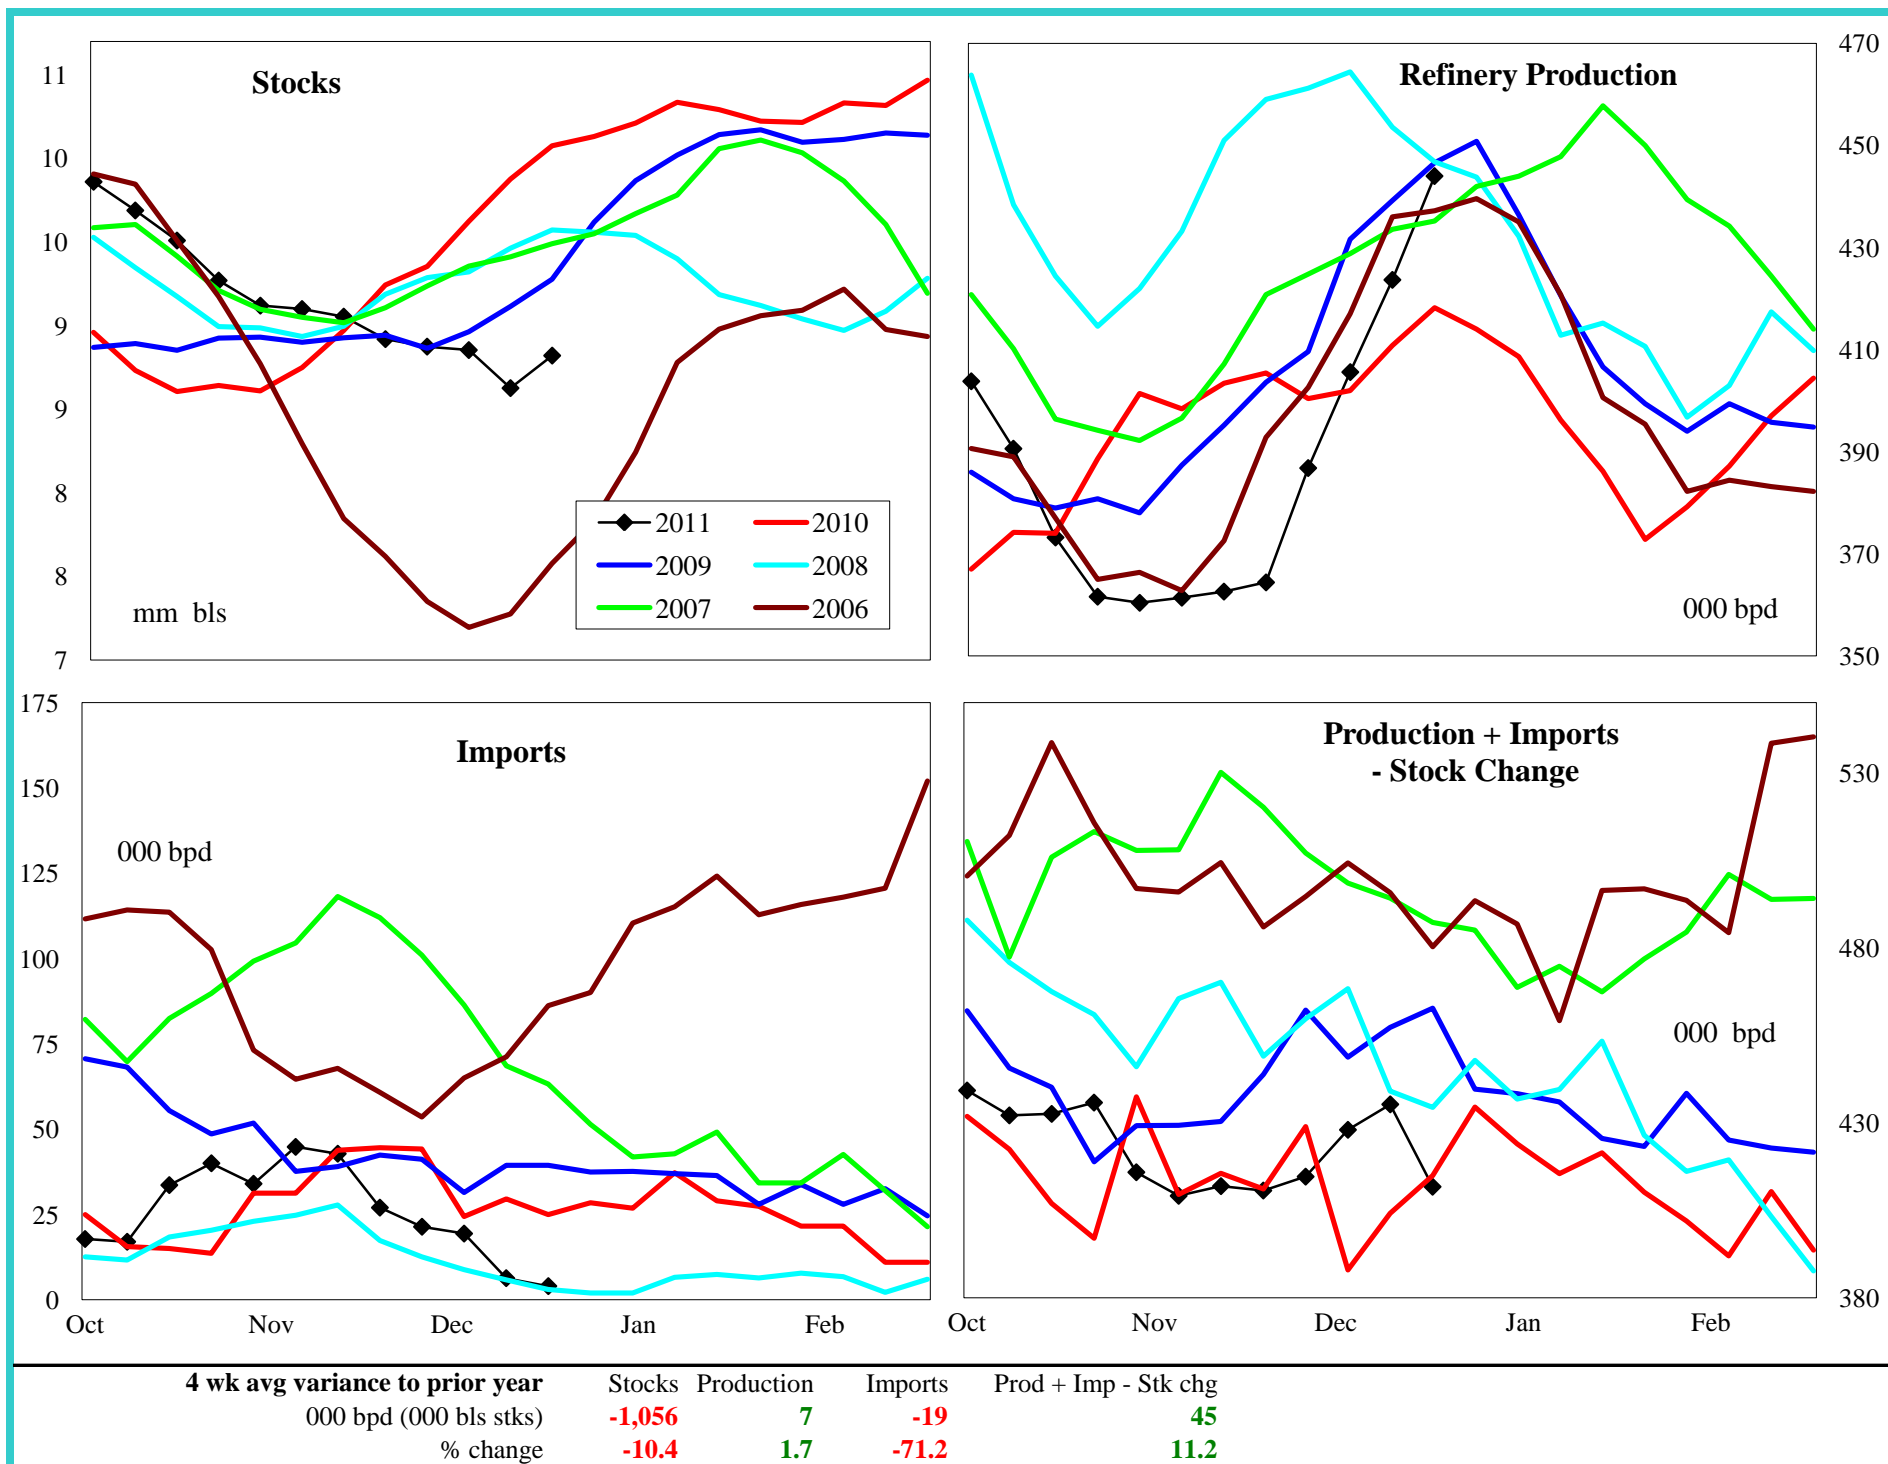 Stocks
11
10
10
9
9
8
8
7
mm bls
2011
2010
2009
2008
2007
2006
Refinery Production
470
450
430
410
390
370
350
000 bpd
Imports
175
150
125
100
75
50
25
0
000 bpd
Oct Nov Dec Jan Feb
Production + Imports
- Stock Change
530
480
430
380
000 bpd
Oct Nov Dec Jan Feb
4 wk avg variance to prior year Stocks Production Imports Prod + Imp - Stk chg
000 bpd (000 bls stks) -1,056 7 -19 45
% change -10.4 1.7 -71.2 11.2